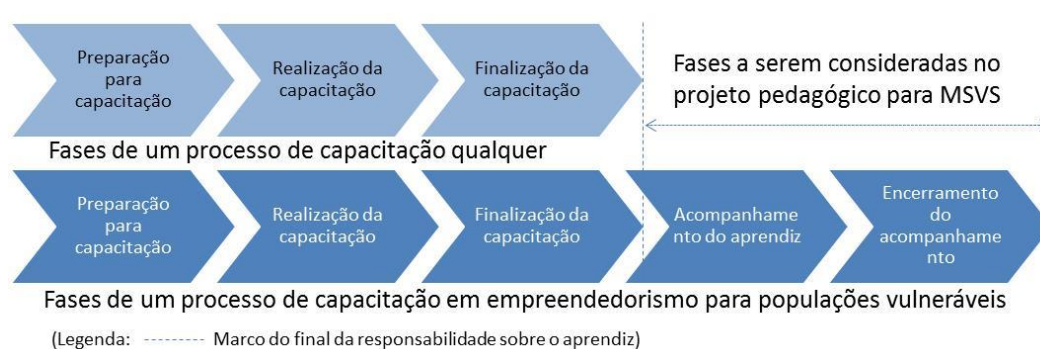 Preparação
para
capacitação
Realização da
capacitação
Finalização da
capacitação
Fases a serem consideradas no
projeto pedagógico para MSVS
Fases de um processo de capacitação qualquer
Preparação
para
capacitação
Realização da
capacitação
Finalização da
capacitação
Acompanhame
nto do aprendiz
Encerramento
do
acompanhame
nto
Fases de um processo de capacitação em empreendedorismo para populações vulneráveis
(Legenda: ---------- Marco do final da responsabilidade sobre o aprendiz)